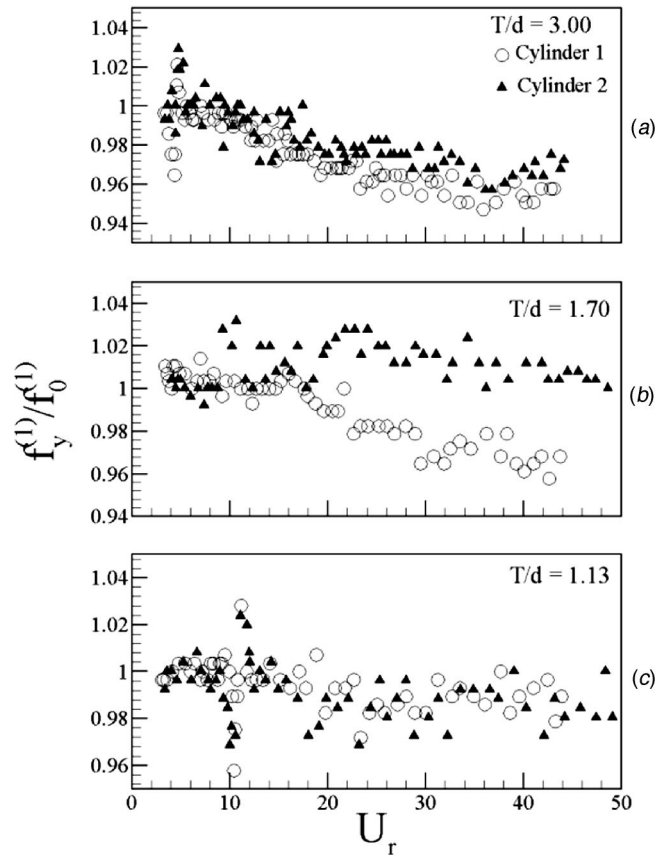 T/d = 3.00
Cylinder 1
Cylinder 2
1.04
1.02
1
0.98
0.96
0.94
(a)
T/d = 1.70
1.04
1.02
1
0.98
0.96
0.94
(b)
f_y^(1)/f_0^(1)
T/d = 1.13
1.04
1.02
1
0.98
0.96
(c)
0 10 20 30 40 50
U_r